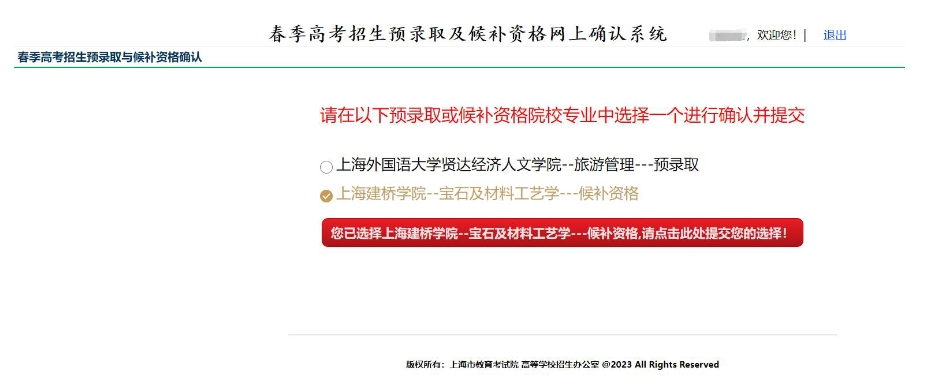 春季高考招生预录取及候补资格网上确认系统
，欢迎您！| 退出
春季高考招生预录取与候补资格确认
请在以下预录取或候补资格院校专业中选择一个进行确认并提交
上海外国语大学贤达经济人文学院--旅游管理---预录取
上海建桥学院--宝石及材料工艺学---候补资格
您已选择上海建桥学院--宝石及材料工艺学---候补资格,请点击此处提交您的选择！
版权所有：上海市教育考试院 高等学校招生办公室 @2023 All Rights Reserved